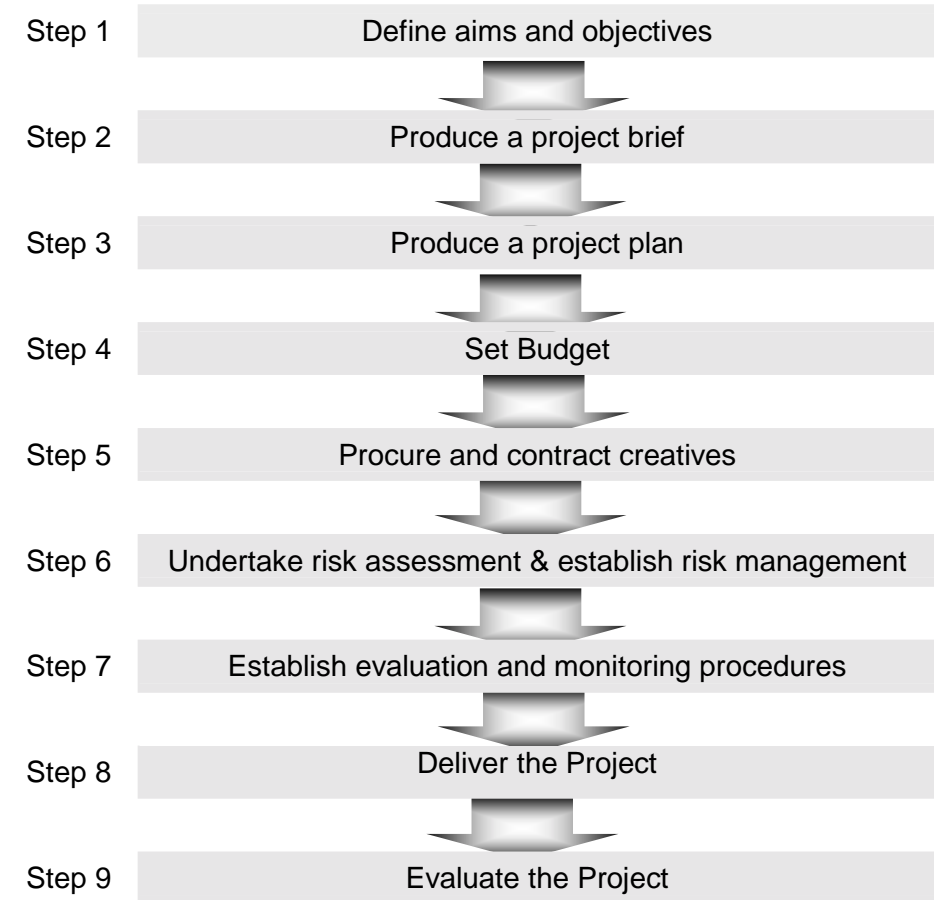 Step 1 Define aims and objectives
Step 2 Produce a project brief
Step 3 Produce a project plan
Step 4 Set Budget
Step 5 Procure and contract creatives
Step 6 Undertake risk assessment & establish risk management
Step 7 Establish evaluation and monitoring procedures
Step 8 Deliver the Project
Step 9 Evaluate the Project